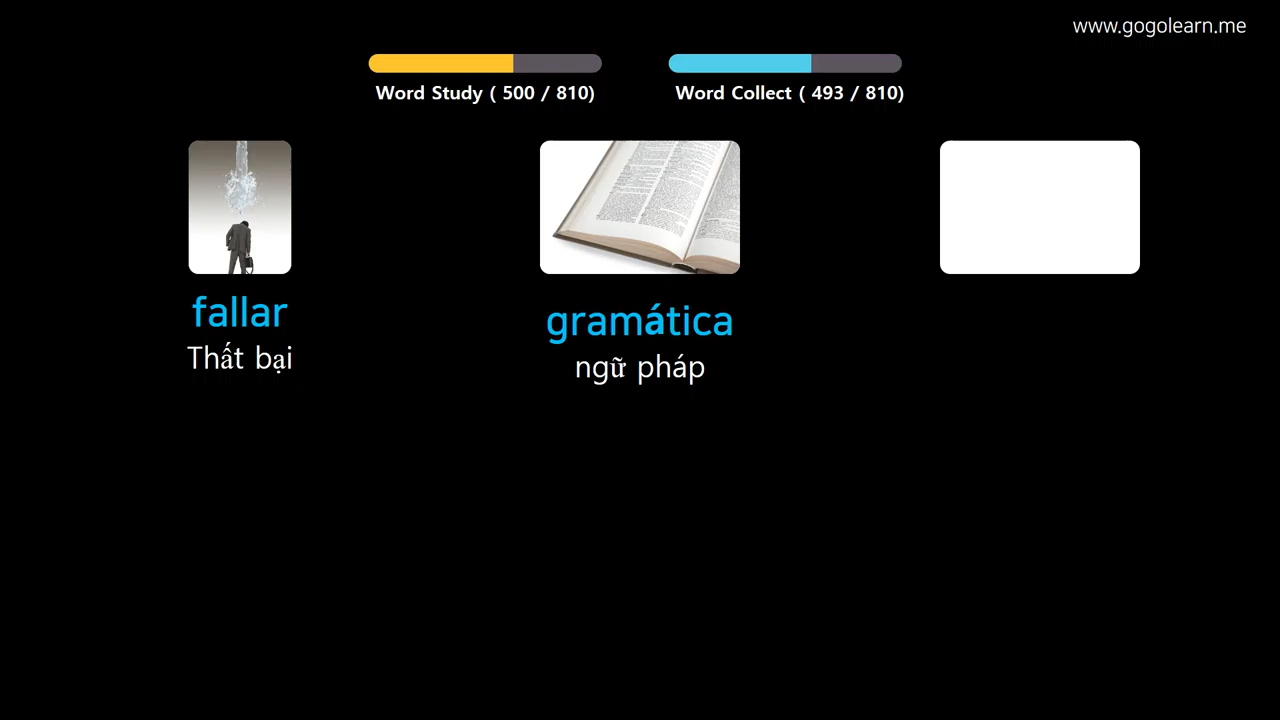 www.gogolearn.me
Word Study ( 500 / 810)
Word Collect ( 493 / 810)
fallar
Thất bại
gramática
ngữ pháp